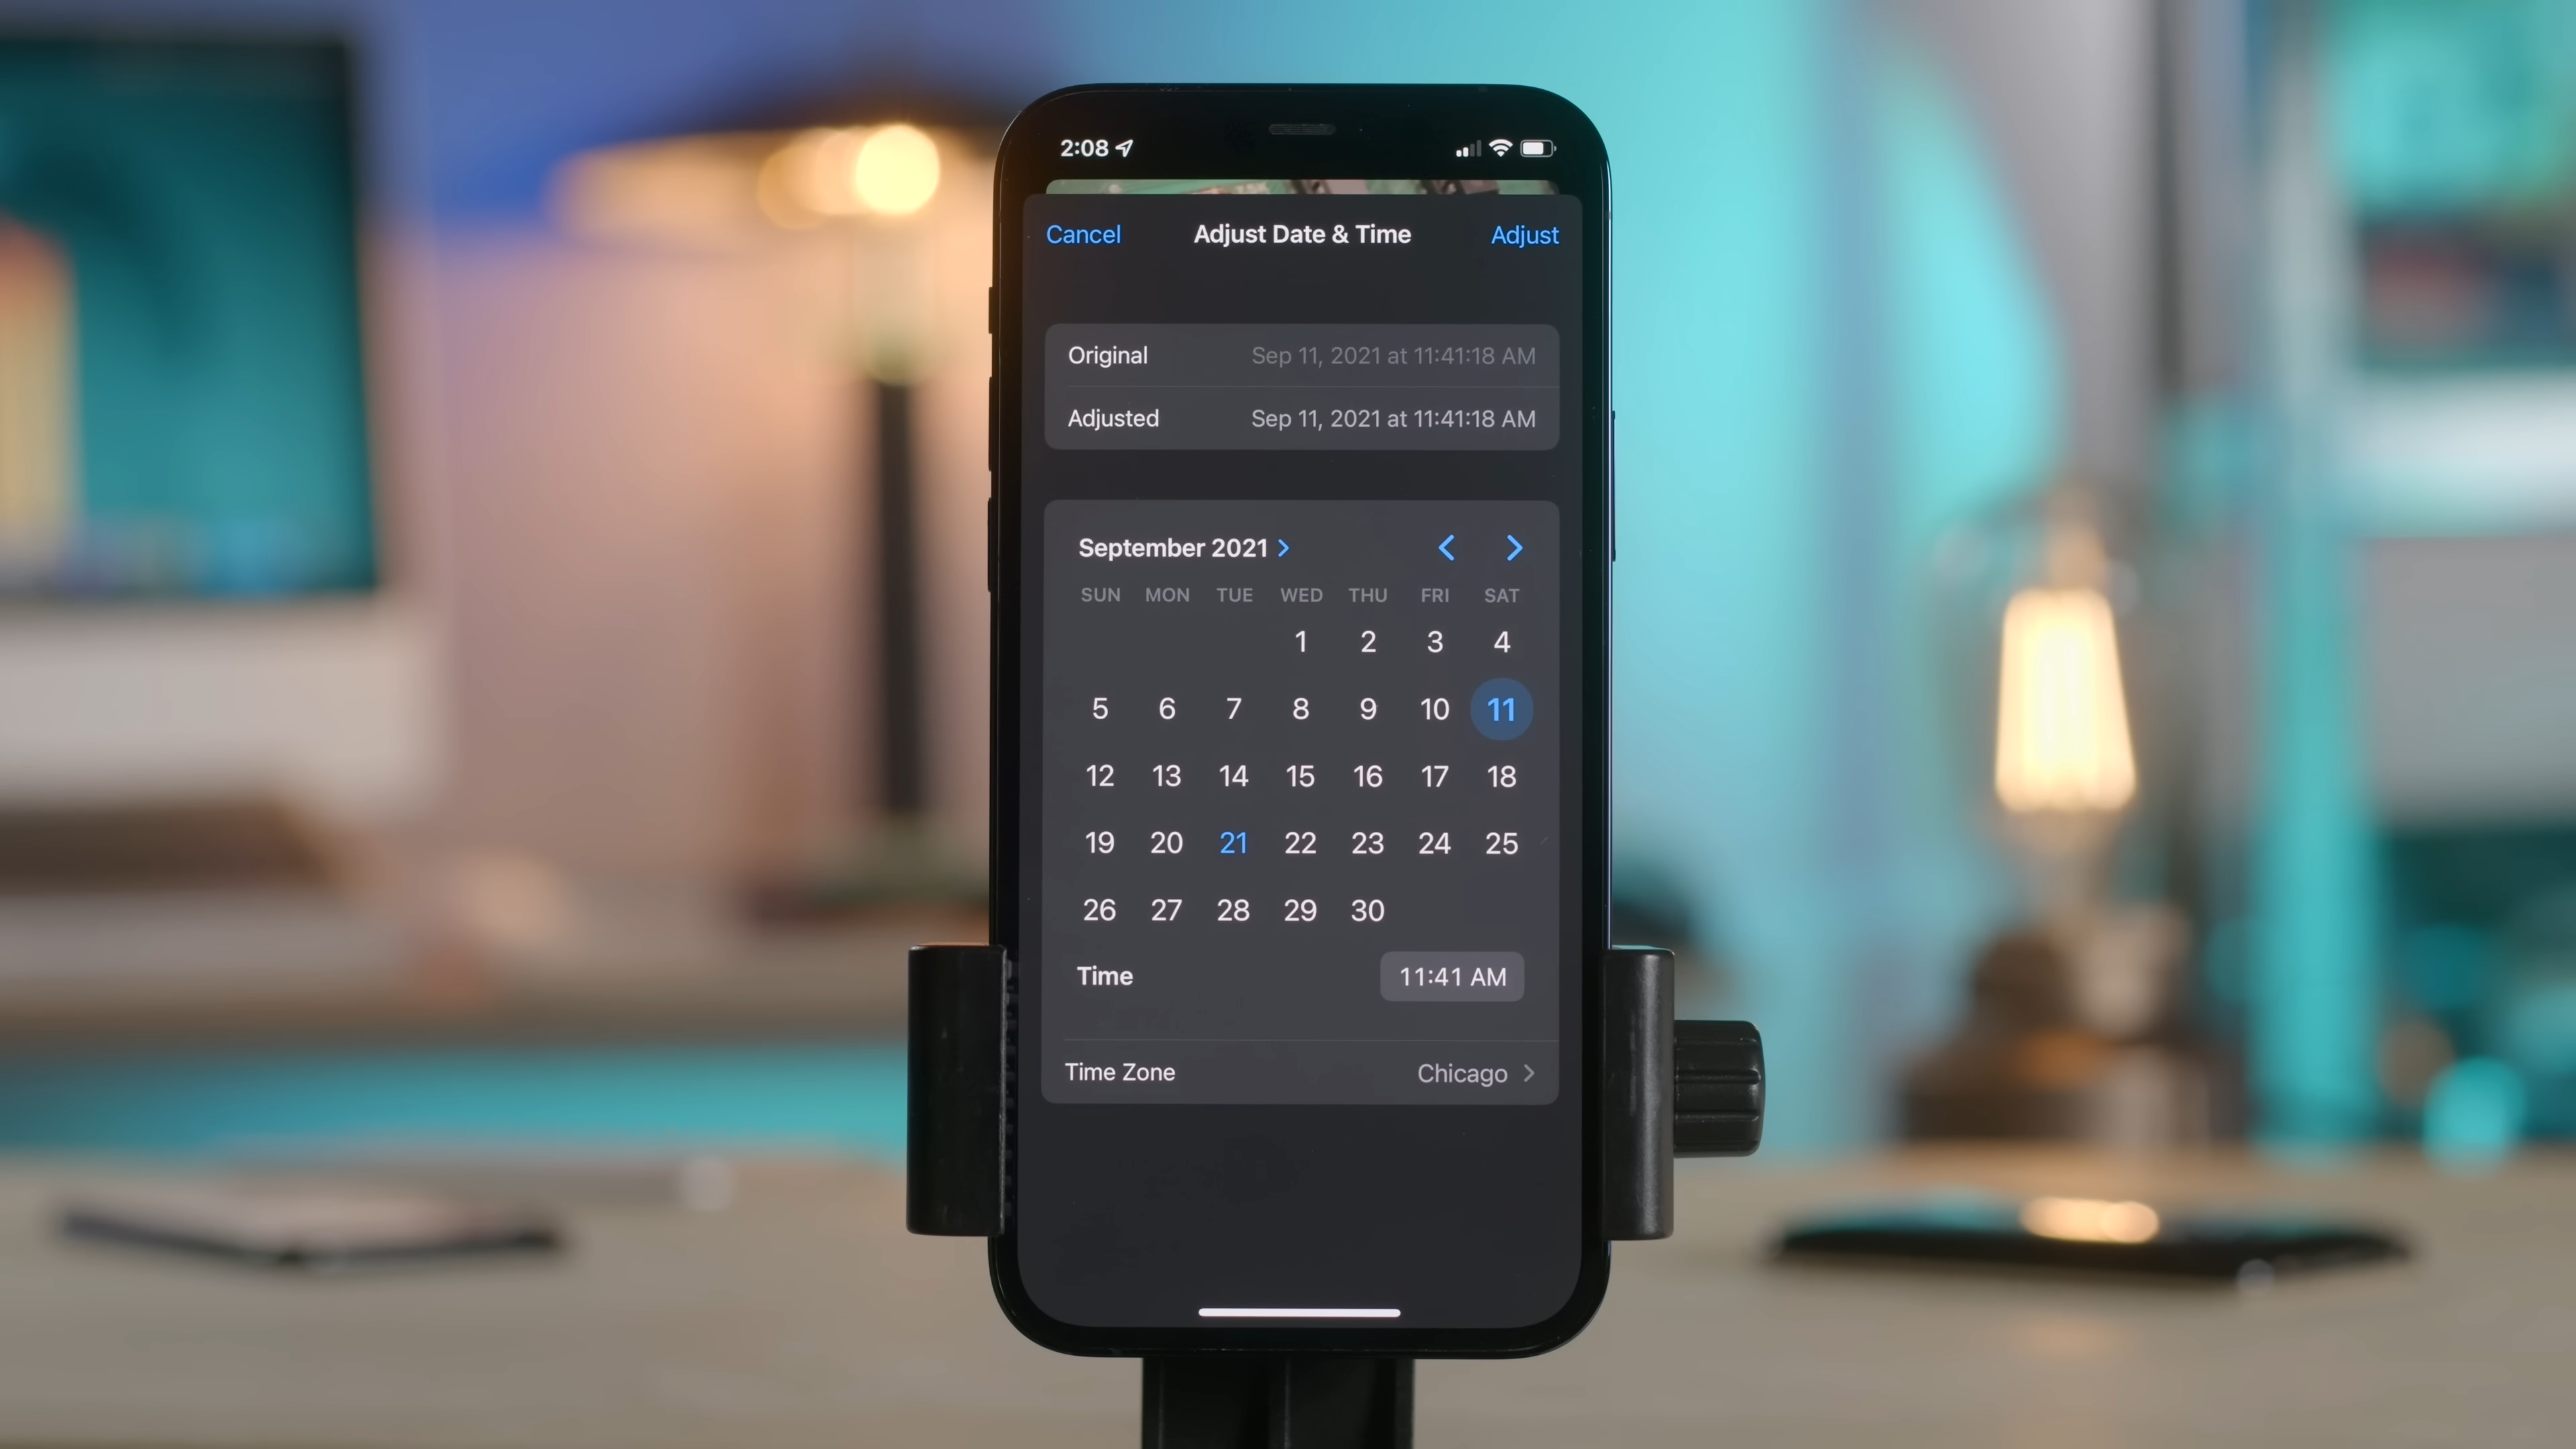 2:08
Cancel Adjust Date & Time Adjust
Original Sep 11, 2021 at 11:41:18 AM
Adjusted Sep 11, 2021 at 11:41:18 AM
September 2021
SUN MON TUE WED THU FRI SAT
1 2 3 4
5 6 7 8 9 10 11
12 13 14 15 16 17 18
19 20 21 22 23 24 25
26 27 28 29 30
Time 11:41 AM
Time Zone Chicago